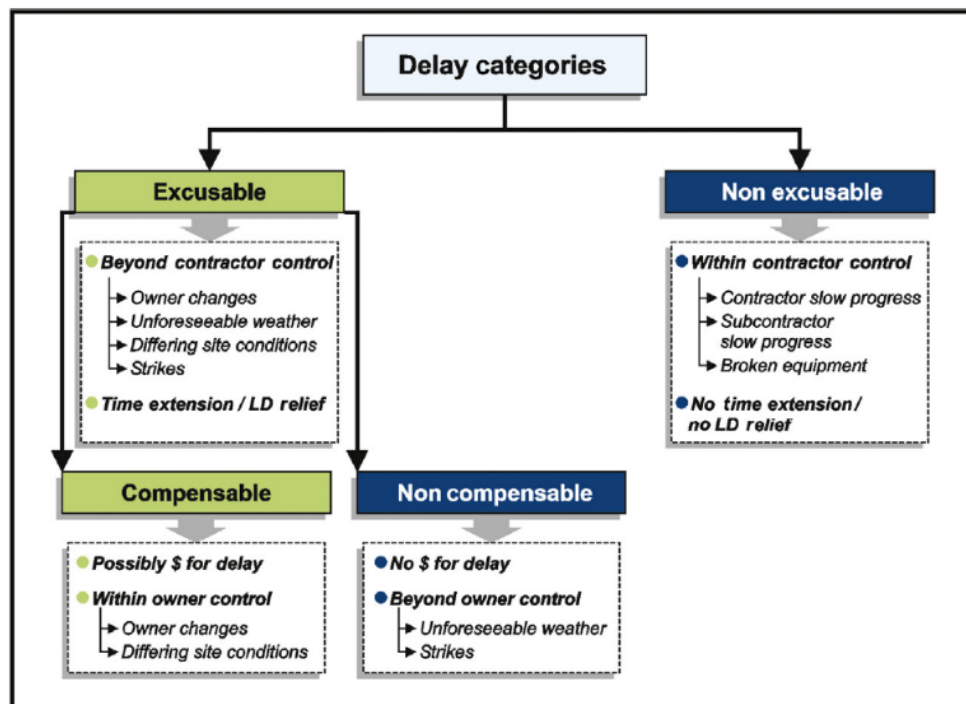 Delay categories
Excusable
Beyond contractor control
Owner changes
Unforeseeable weather
Differing site conditions
Strikes
Time extension / LD relief
Non excusable
Within contractor control
Contractor slow progress
Subcontractor
slow progress
Broken equipment
No time extension /
no LD relief
Compensable
Possibly $ for delay
Within owner control
Owner changes
Differing site conditions
Non compensable
No $ for delay
Beyond owner control
Unforeseeable weather
Strikes